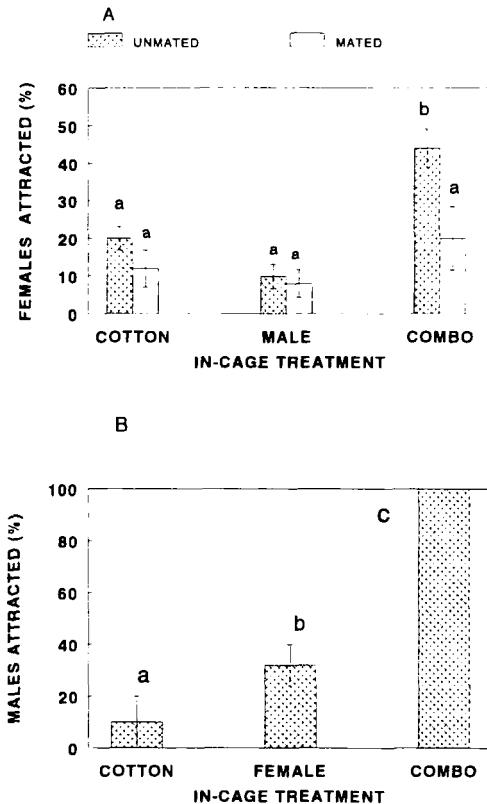 A
UNMATED MATED
FEMALES ATTRACTED (%)
60
50
40
30
20
10
0
a
a
a
a
b
a
COTTON MALE COMBO
IN-CAGE TREATMENT
B
MALES ATTRACTED (%)
100
80
60
40
20
0
a
b
C
COTTON FEMALE COMBO
IN-CAGE TREATMENT